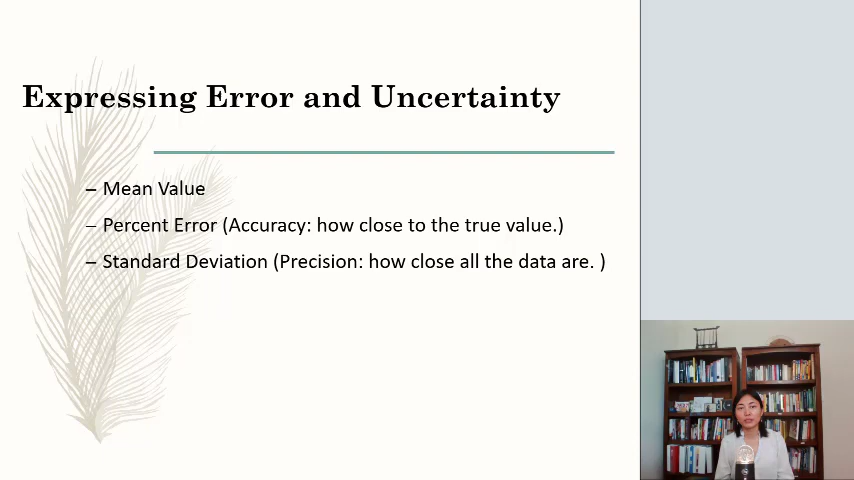 Expressing Error and Uncertainty
– Mean Value
– Percent Error (Accuracy: how close to the true value.)
– Standard Deviation (Precision: how close all the data are. )